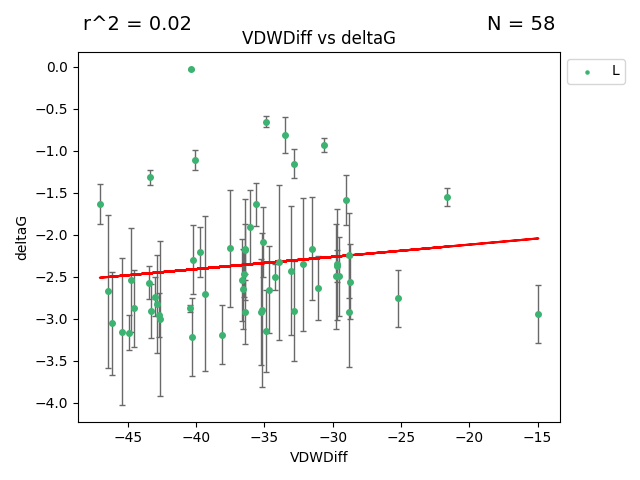 r^2 = 0.02
N = 58
VDWDiff vs deltaG
L
0.0
−0.5
−1.0
−1.5
−2.0
−2.5
−3.0
−3.5
−4.0
deltaG
−45 −40 −35 −30 −25 −20 −15
VDWDiff